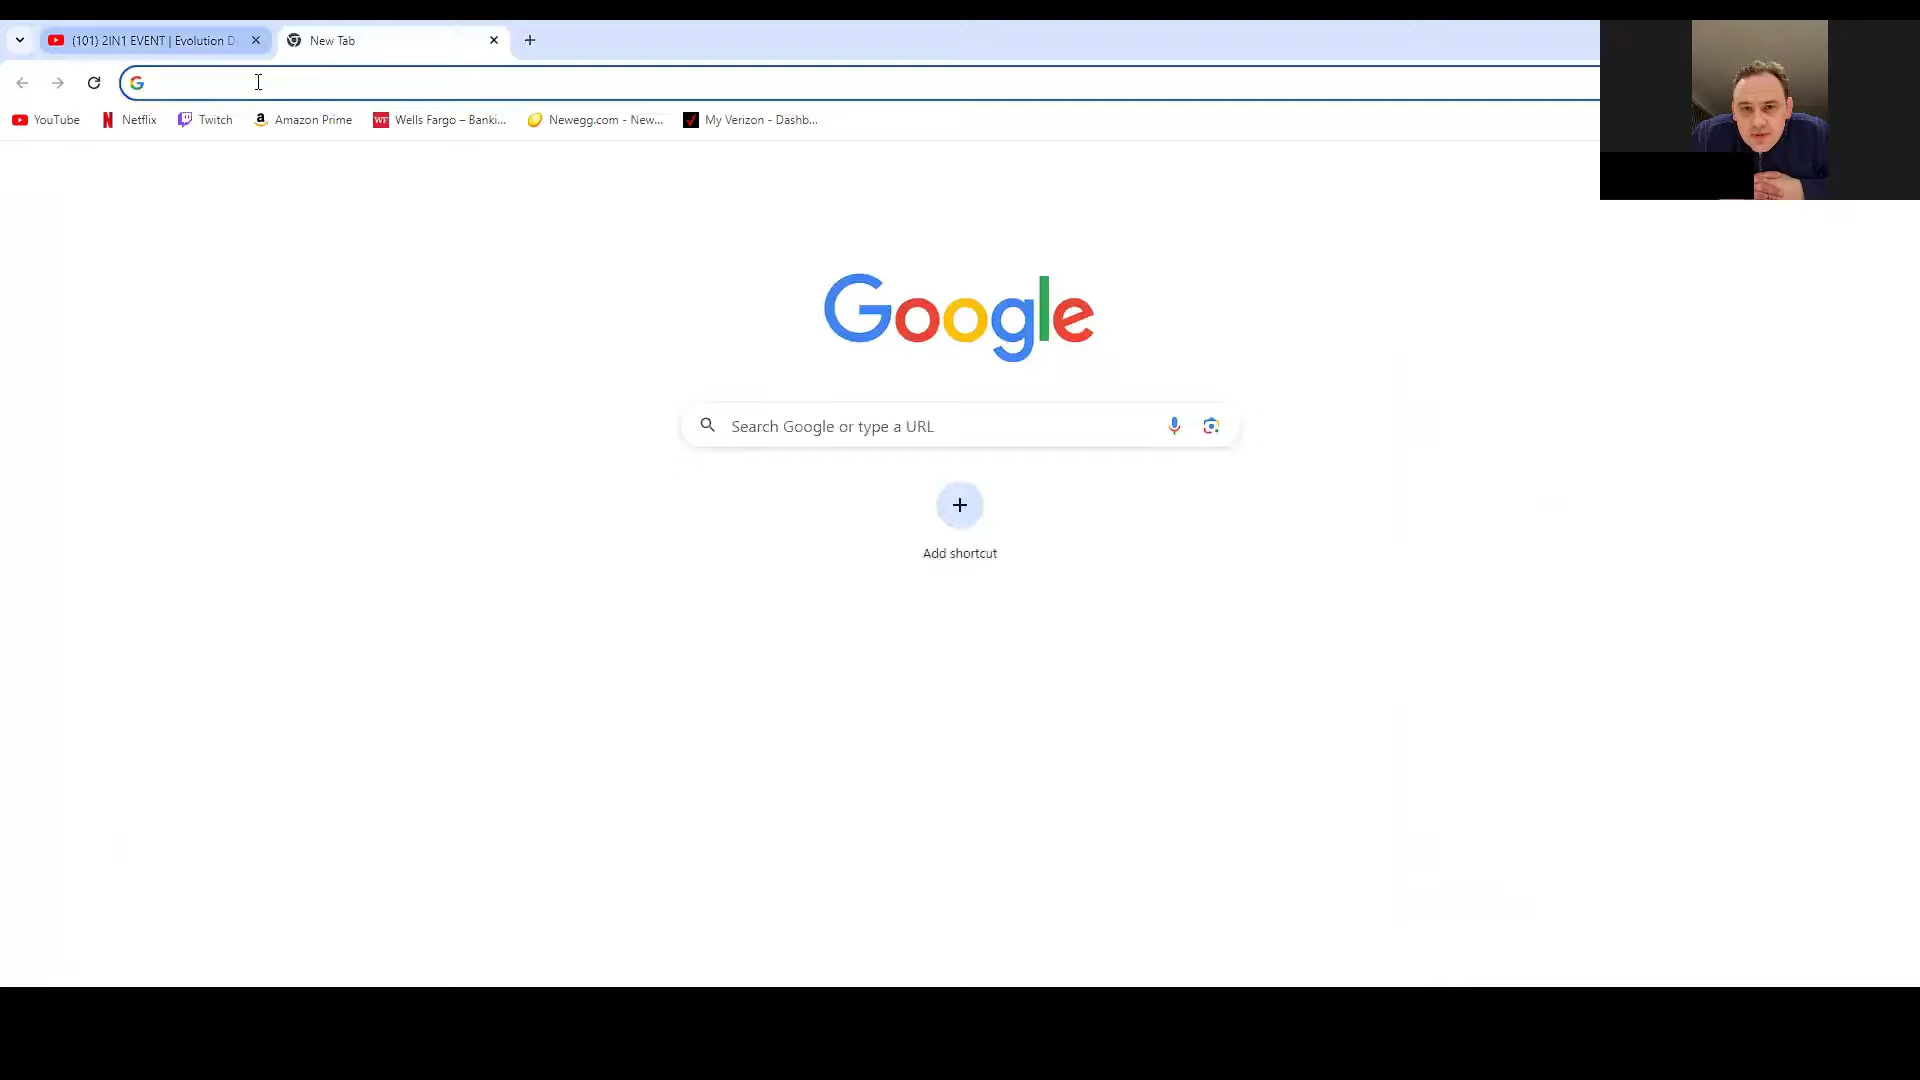 (101) 2IN1 EVENT | Evolution D
New Tab
YouTube
Netflix
Twitch
Amazon Prime
WF Wells Fargo – Banki...
Newegg.com - New...
My Verizon - Dashb...
Google
Search Google or type a URL
Add shortcut